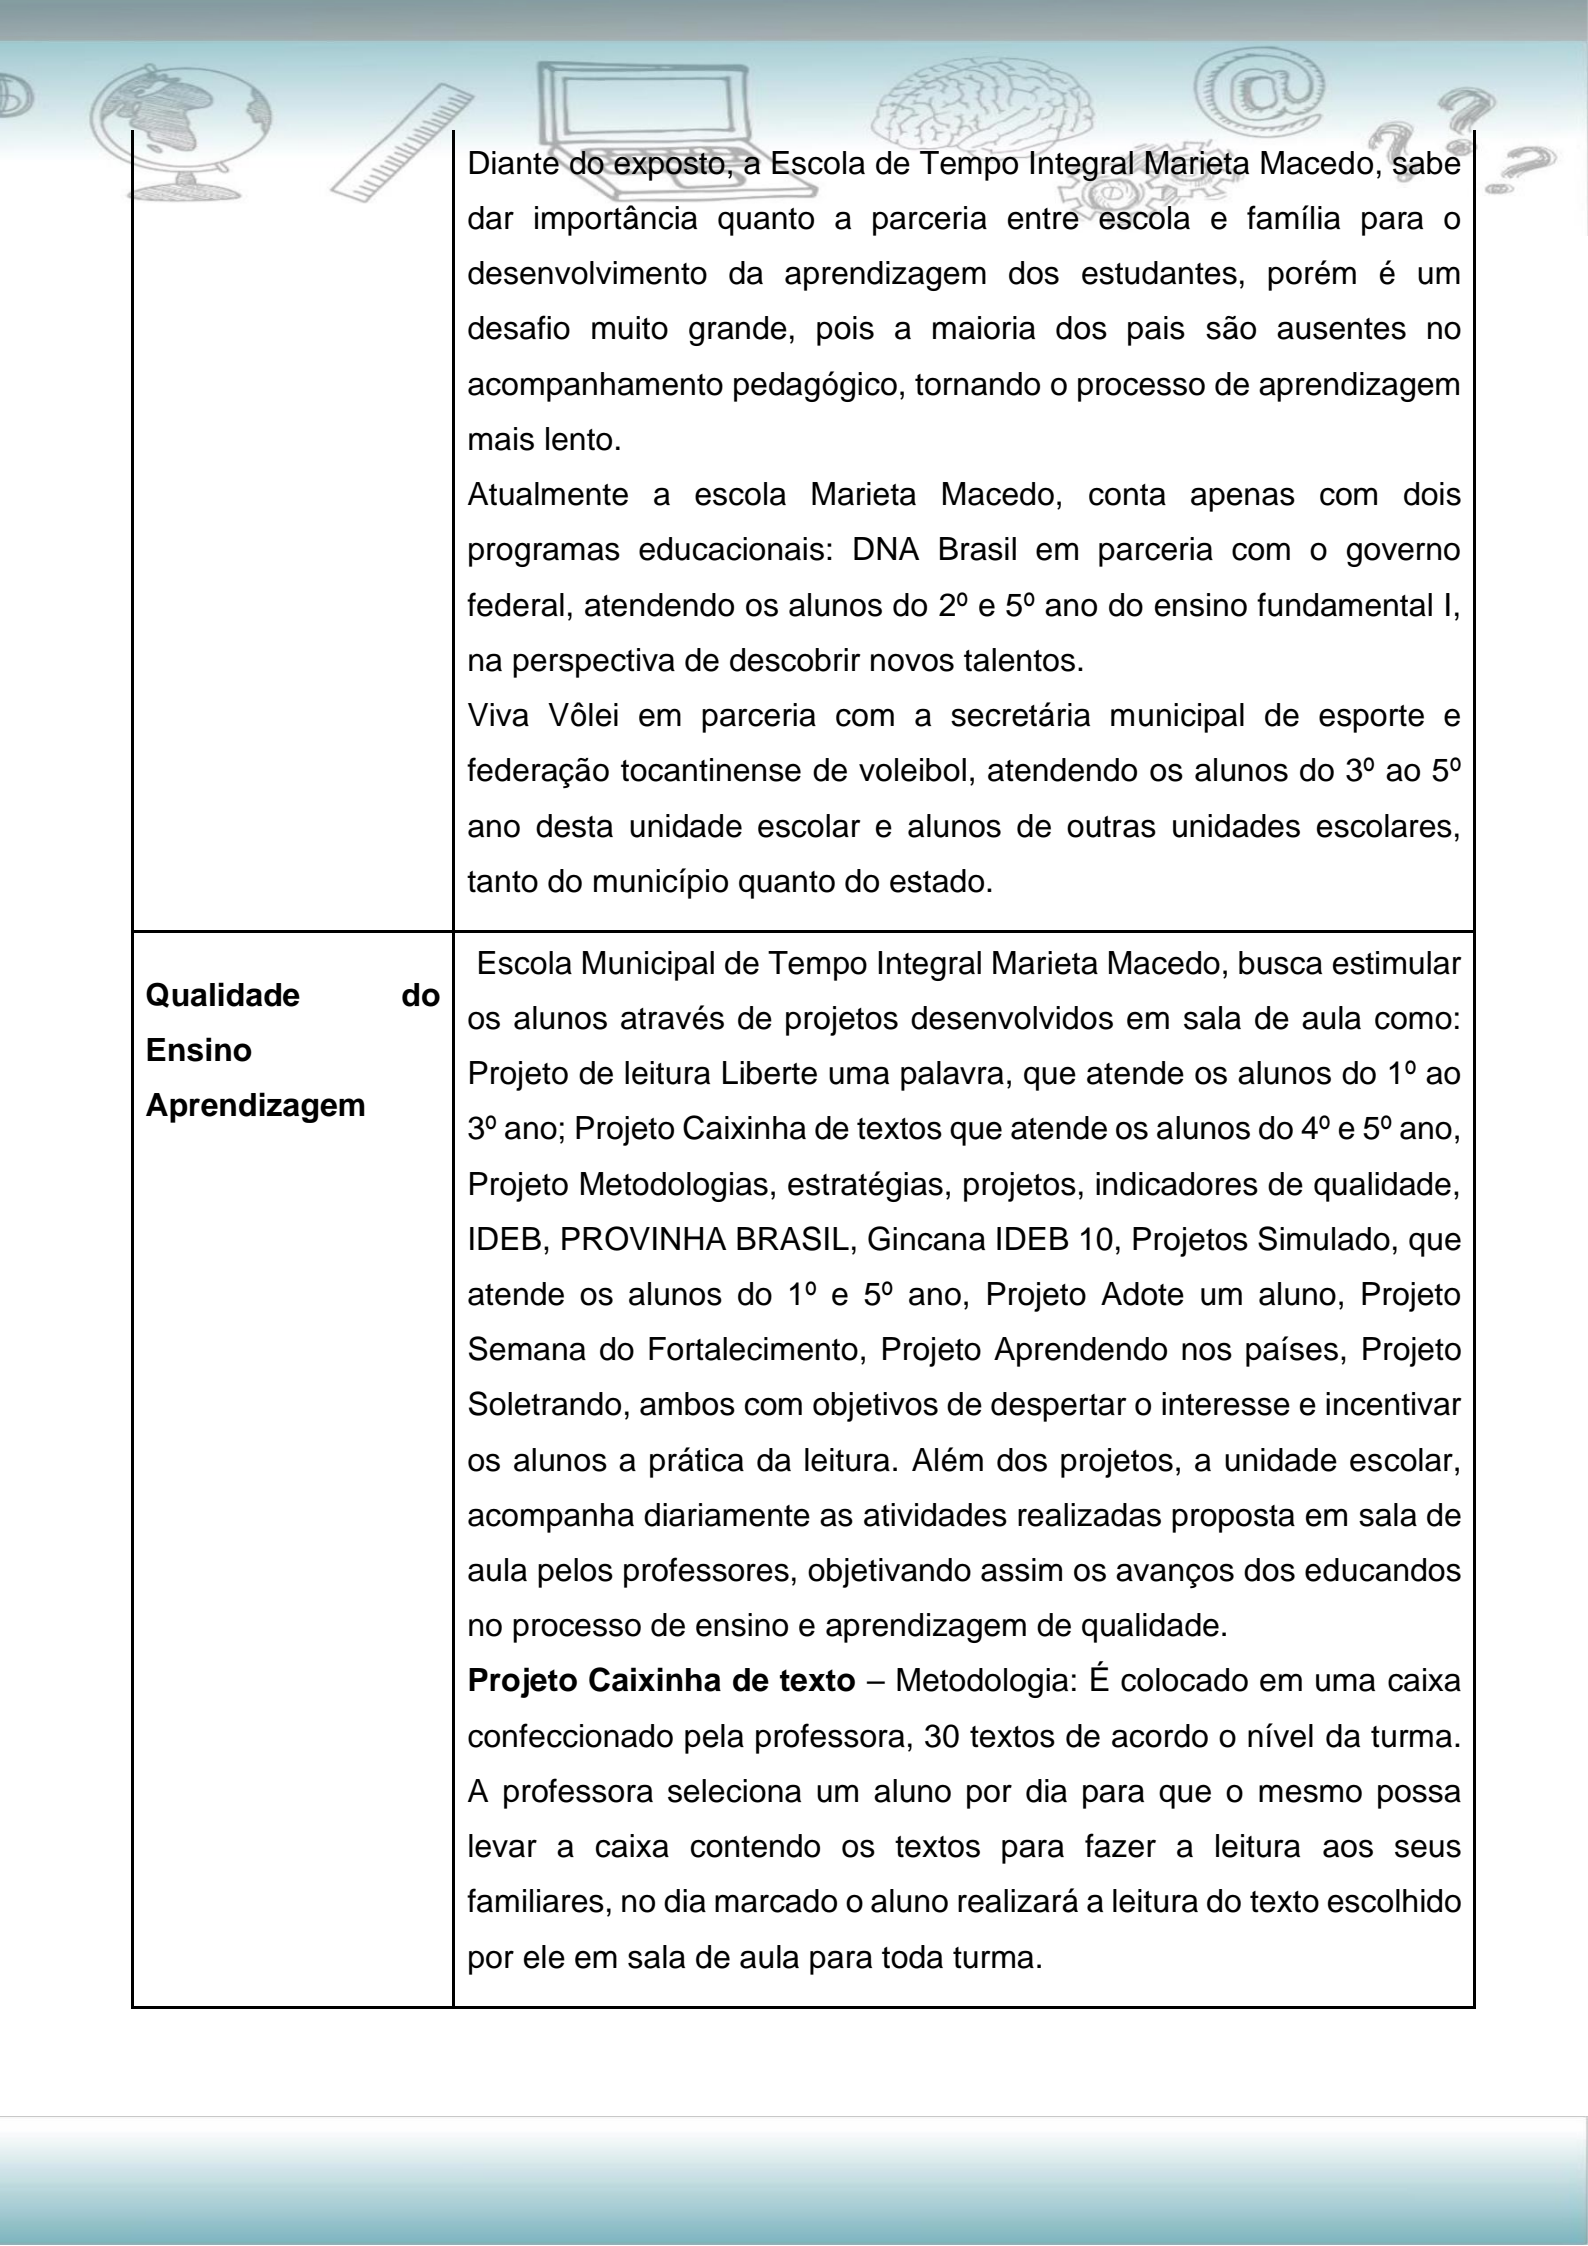 Diante do exposto, a Escola de Tempo Integral Marieta Macedo, sabe
dar importância quanto a parceria entre escola e família para o
desenvolvimento da aprendizagem dos estudantes, porém é um
desafio muito grande, pois a maioria dos pais são ausentes no
acompanhamento pedagógico, tornando o processo de aprendizagem
mais lento.
Atualmente a escola Marieta Macedo, conta apenas com dois
programas educacionais: DNA Brasil em parceria com o governo
federal, atendendo os alunos do 2º e 5º ano do ensino fundamental I,
na perspectiva de descobrir novos talentos.
Viva Vôlei em parceria com a secretária municipal de esporte e
federação tocantinense de voleibol, atendendo os alunos do 3º ao 5º
ano desta unidade escolar e alunos de outras unidades escolares,
tanto do município quanto do estado.
Qualidade do
Ensino
Aprendizagem
Escola Municipal de Tempo Integral Marieta Macedo, busca estimular
os alunos através de projetos desenvolvidos em sala de aula como:
Projeto de leitura Liberte uma palavra, que atende os alunos do 1º ao
3º ano; Projeto Caixinha de textos que atende os alunos do 4º e 5º ano,
Projeto Metodologias, estratégias, projetos, indicadores de qualidade,
IDEB, PROVINHA BRASIL, Gincana IDEB 10, Projetos Simulado, que
atende os alunos do 1º e 5º ano, Projeto Adote um aluno, Projeto
Semana do Fortalecimento, Projeto Aprendendo nos países, Projeto
Soletrando, ambos com objetivos de despertar o interesse e incentivar
os alunos a prática da leitura. Além dos projetos, a unidade escolar,
acompanha diariamente as atividades realizadas proposta em sala de
aula pelos professores, objetivando assim os avanços dos educandos
no processo de ensino e aprendizagem de qualidade.
Projeto Caixinha de texto – Metodologia: É colocado em uma caixa
confeccionado pela professora, 30 textos de acordo o nível da turma.
A professora seleciona um aluno por dia para que o mesmo possa
levar a caixa contendo os textos para fazer a leitura aos seus
familiares, no dia marcado o aluno realizará a leitura do texto escolhido
por ele em sala de aula para toda turma.